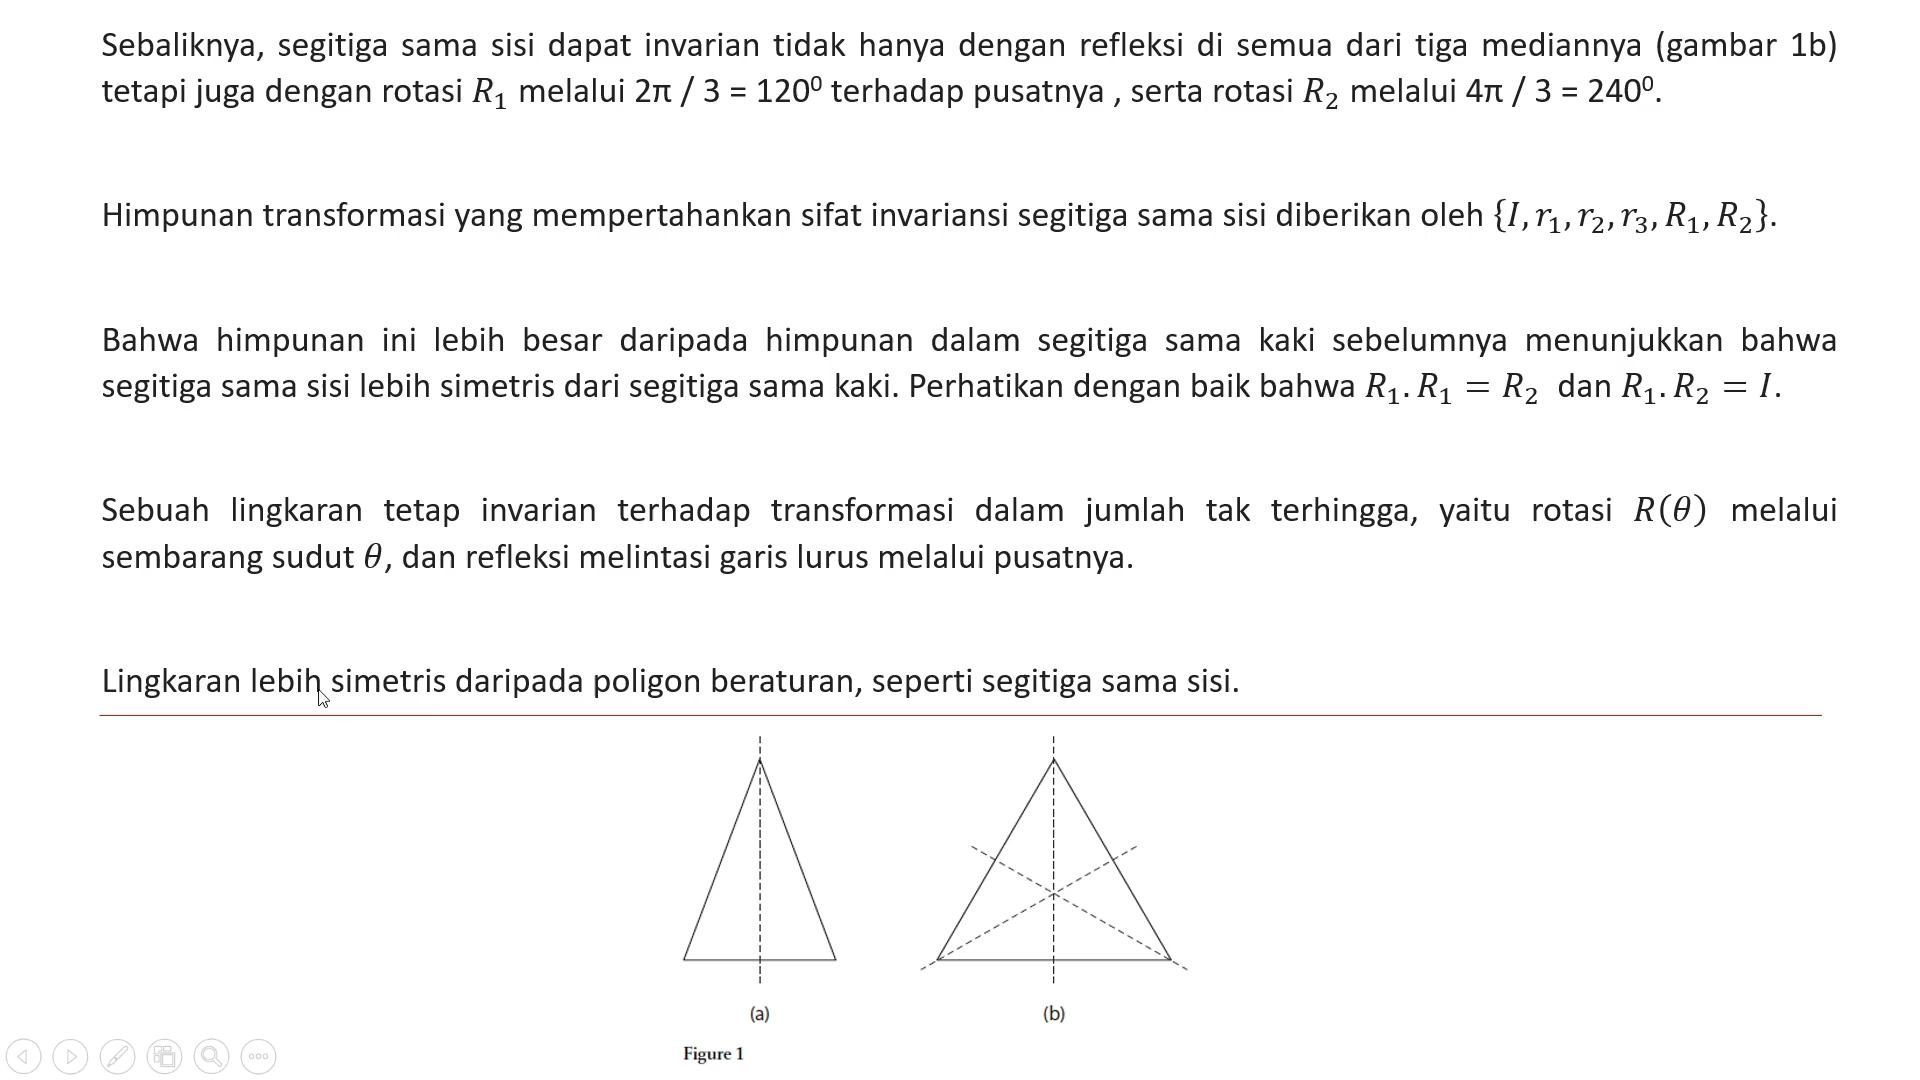 Sebaliknya, segitiga sama sisi dapat invarian tidak hanya dengan refleksi di semua dari tiga mediannya (gambar 1b)
tetapi juga dengan rotasi R₁ melalui 2π / 3 = 120⁰ terhadap pusatnya , serta rotasi R₂ melalui 4π / 3 = 240⁰.
Himpunan transformasi yang mempertahankan sifat invariansi segitiga sama sisi diberikan oleh {I, r₁, r₂, r₃, R₁, R₂}.
Bahwa himpunan ini lebih besar daripada himpunan dalam segitiga sama kaki sebelumnya menunjukkan bahwa
segitiga sama sisi lebih simetris dari segitiga sama kaki. Perhatikan dengan baik bahwa R₁. R₁ = R₂ dan R₁. R₂ = I.
Sebuah lingkaran tetap invarian terhadap transformasi dalam jumlah tak terhingga, yaitu rotasi R(θ) melalui
sembarang sudut θ, dan refleksi melintasi garis lurus melalui pusatnya.
Lingkaran lebih simetris daripada poligon beraturan, seperti segitiga sama sisi.
(a) (b)
Figure 1